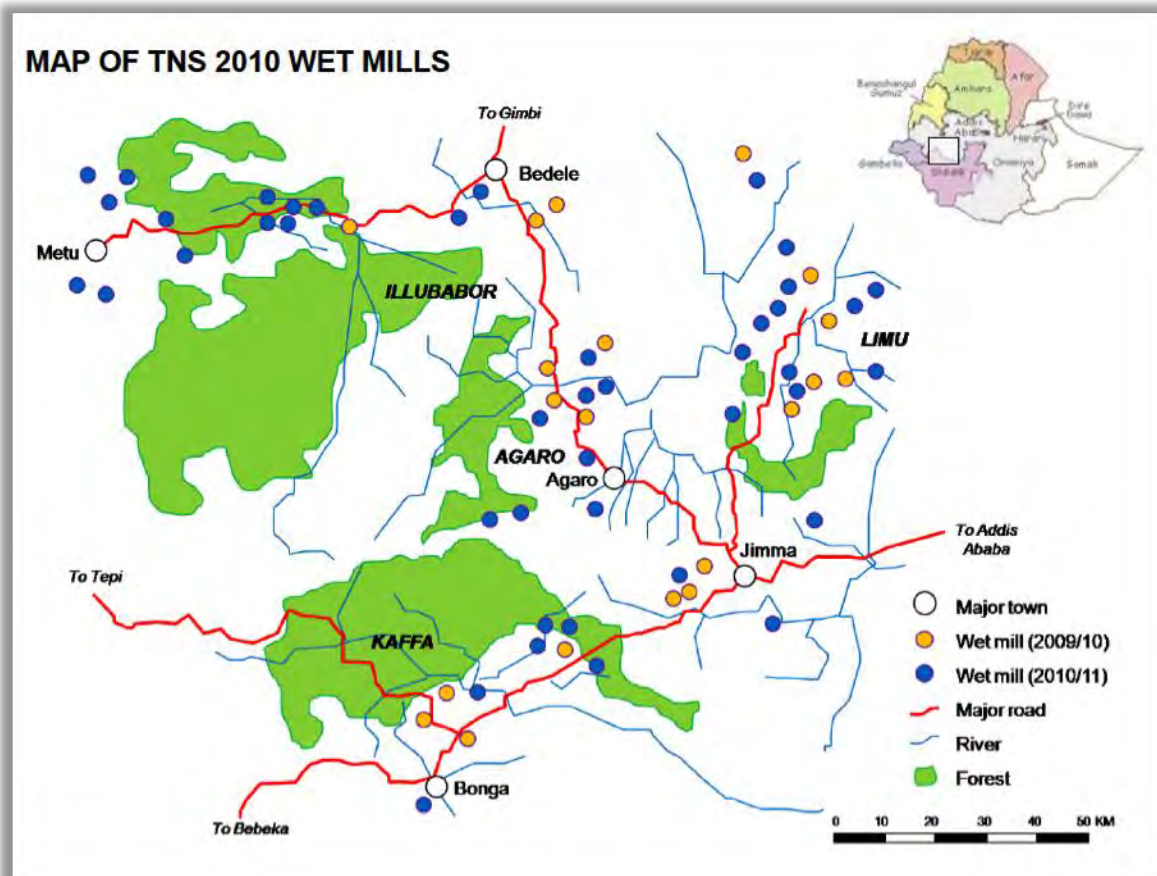 MAP OF TNS 2010 WET MILLS
Tigray
Afar
Amhara
Beneshangul
Gumuz
Dire
Dawa
Addis
Ababa
Harari
Gambella
Oromiya
Somali
SNNPR
To Gimbi
Bedele
Metu
ILLUBABOR
LIMU
AGARO
Agaro
Jimma
To Addis
Ababa
To Tepi
KAFFA
Bonga
To Bebeka
Major town
Wet mill (2009/10)
Wet mill (2010/11)
Major road
River
Forest
0 10 20 30 40 50 KM